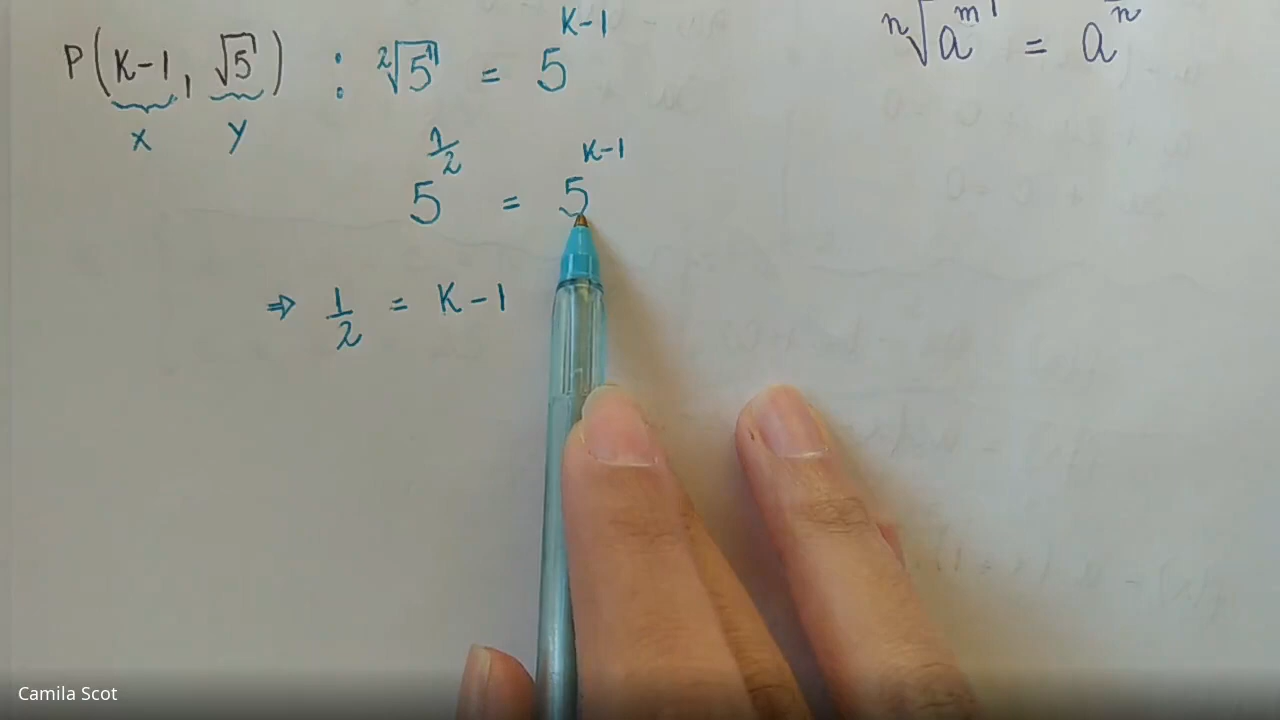 P(K-1, √5) : ²√5¹ = 5^(K-1)
x y
5^(1/2) = 5^(K-1)
⇒ 1/2 = K-1
ⁿ√a^m = a^(m/n)
Camila Scot